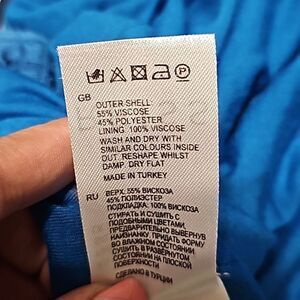 GB
OUTER SHELL:
55% VISCOSE
45% POLYESTER
LINING: 100% VISCOSE
WASH AND DRY WITH
SIMILAR COLOURS INSIDE
OUT. RESHAPE WHILST
DAMP. DRY FLAT
MADE IN TURKEY
RU
ВЕРХ: 55% ВИСКОЗА
45% ПОЛИЭСТЕР
ПОДКЛАДКА: 100% ВИСКОЗА
СТИРАТЬ И СУШИТЬ С
ПОДОБНЫМИ ЦВЕТАМИ,
ПРЕДВАРИТЕЛЬНО ВЫВЕРНУВ
НАИЗНАНКУ. ПРИДАТЬ ФОРМУ
ВО ВЛАЖНОМ СОСТОЯНИИ
СУШИТЬ НА ПЛОСКОЙ
ПОВЕРХНОСТИ
СДЕЛАНО В ТУРЦИИ